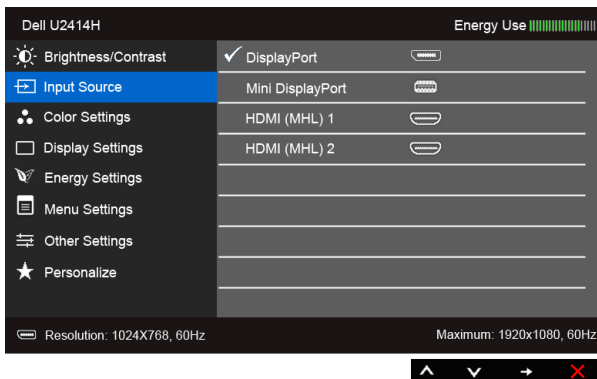 Dell U2414H Energy Use
Brightness/Contrast DisplayPort
Input Source Mini DisplayPort
Color Settings HDMI (MHL) 1
Display Settings HDMI (MHL) 2
Energy Settings
Menu Settings
Other Settings
Personalize
Resolution: 1024X768, 60Hz Maximum: 1920x1080, 60Hz